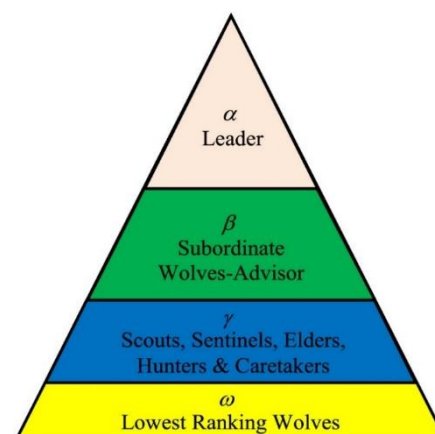 α
Leader
β
Subordinate
Wolves-Advisor
γ
Scouts, Sentinels, Elders,
Hunters & Caretakers
ω
Lowest Ranking Wolves